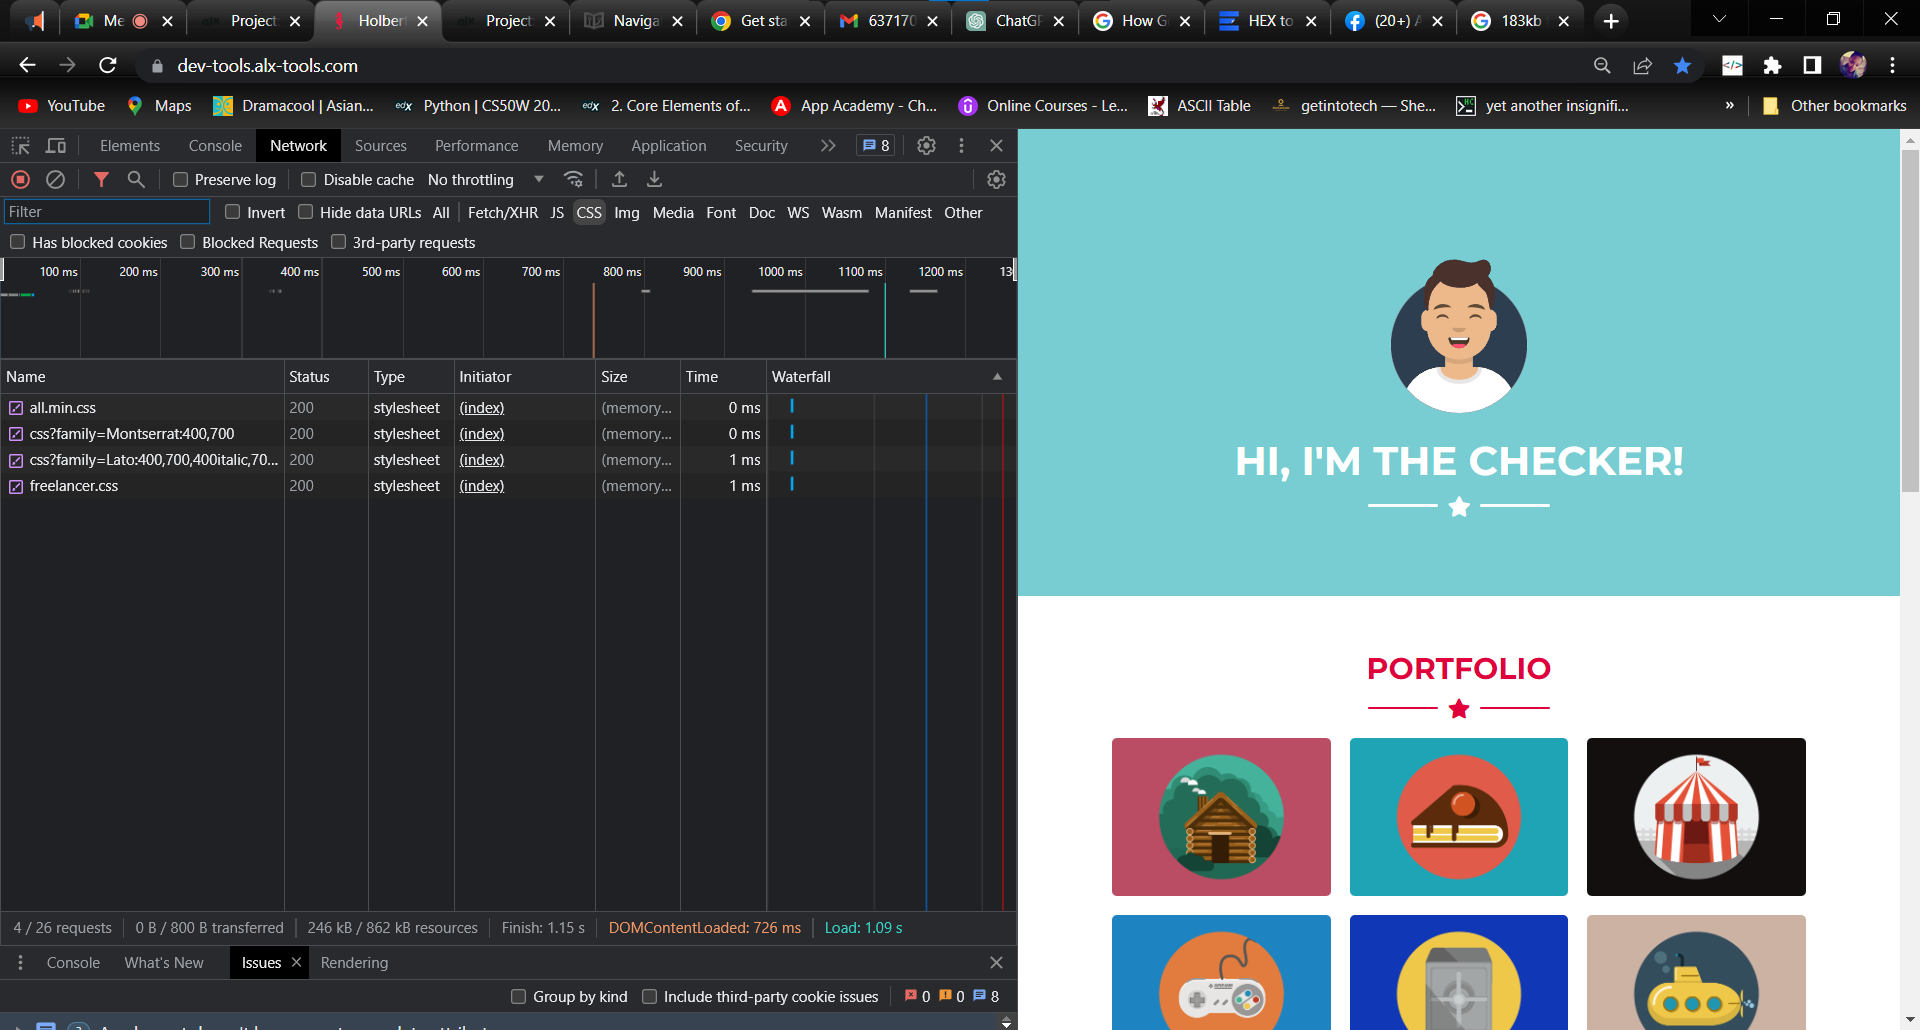 Me
Project
Holber
Project:
Naviga
Get sta
637170
ChatGP
How G
HEX to
(20+) A
183kb
dev-tools.alx-tools.com
YouTube
Maps
Dramacool | Asian...
edX Python | CS50W 20...
edX 2. Core Elements of...
App Academy - Ch...
Online Courses - Le...
ASCII Table
getintotech — She...
yet another insignifi...
»
Other bookmarks
Elements Console Network Sources Performance Memory Application Security 8
Preserve log Disable cache No throttling
Filter Invert Hide data URLs All Fetch/XHR JS CSS Img Media Font Doc WS Wasm Manifest Other
Has blocked cookies Blocked Requests 3rd-party requests
100 ms 200 ms 300 ms 400 ms 500 ms 600 ms 700 ms 800 ms 900 ms 1000 ms 1100 ms 1200 ms 13
Name Status Type Initiator Size Time Waterfall
all.min.css 200 stylesheet (index) (memory... 0 ms
css?family=Montserrat:400,700 200 stylesheet (index) (memory... 0 ms
css?family=Lato:400,700,400italic,70... 200 stylesheet (index) (memory... 1 ms
freelancer.css 200 stylesheet (index) (memory... 1 ms
4 / 26 requests 0 B / 800 B transferred 246 kB / 862 kB resources Finish: 1.15 s DOMContentLoaded: 726 ms Load: 1.09 s
Console What's New Issues Rendering
Group by kind Include third-party cookie issues 0 0 8
HI, I'M THE CHECKER!
PORTFOLIO